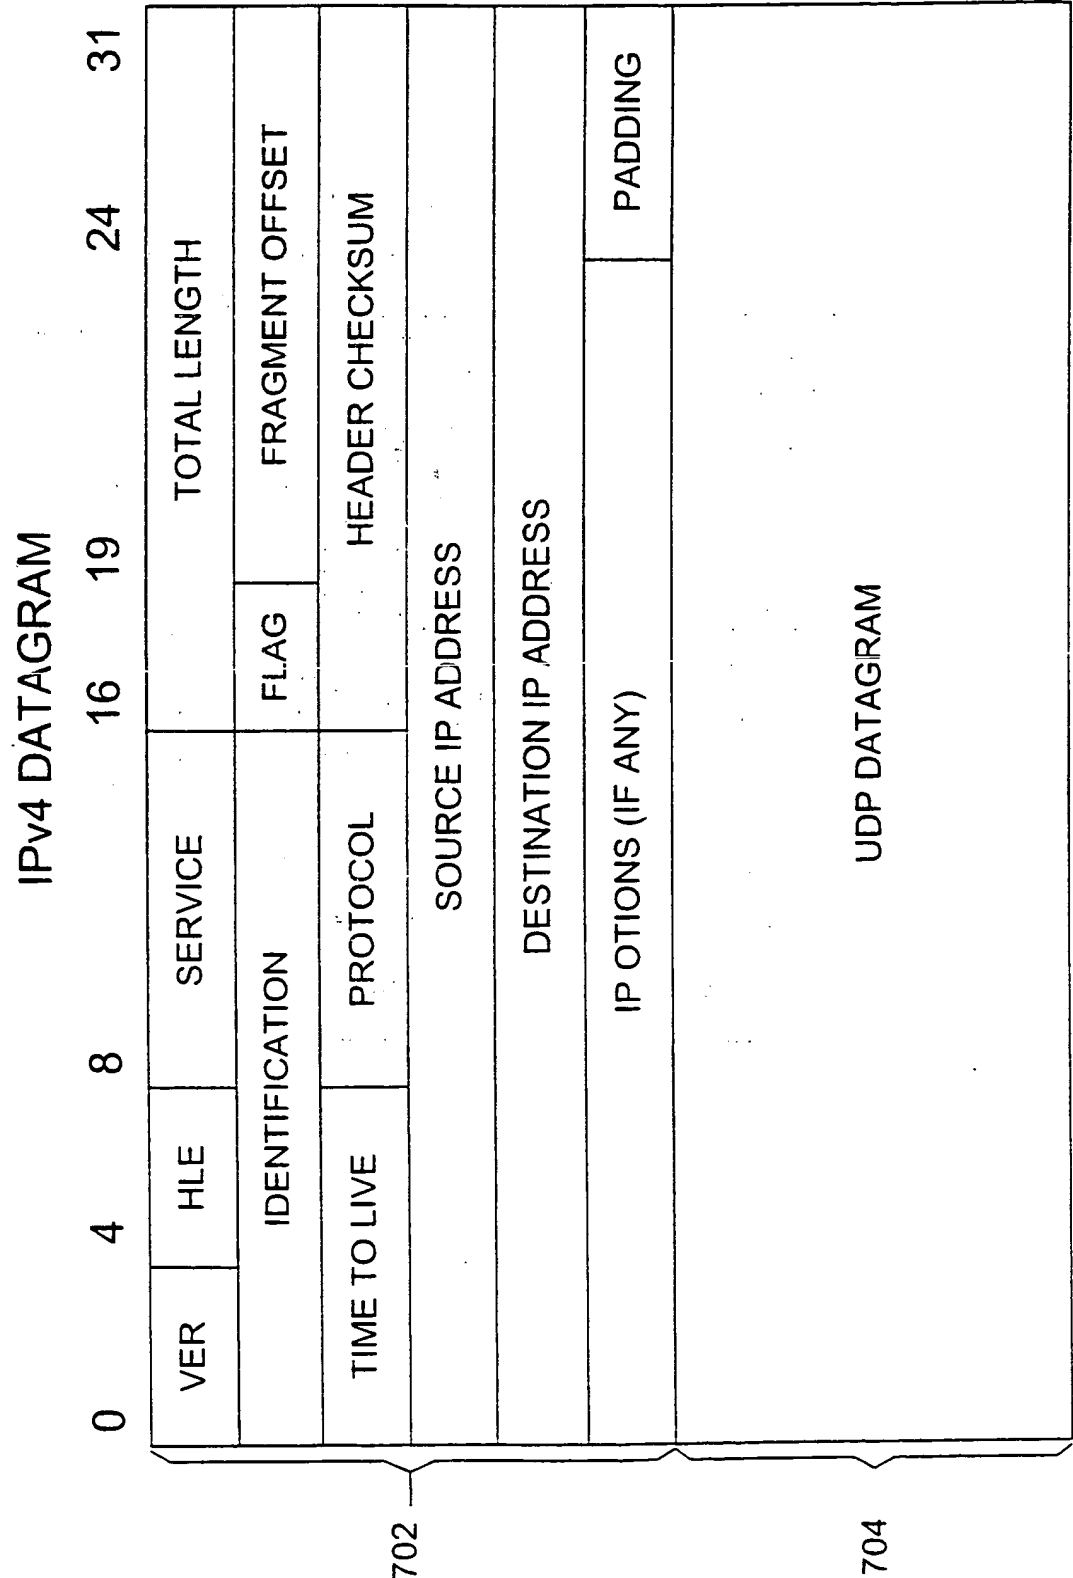 IPv4 DATAGRAM
0 4 8 16 19 24 31
VER HLE SERVICE TOTAL LENGTH
IDENTIFICATION FLAG FRAGMENT OFFSET
TIME TO LIVE PROTOCOL HEADER CHECKSUM
SOURCE IP ADDRESS
DESTINATION IP ADDRESS
IP OTIONS (IF ANY) PADDING
702
UDP DATAGRAM
704